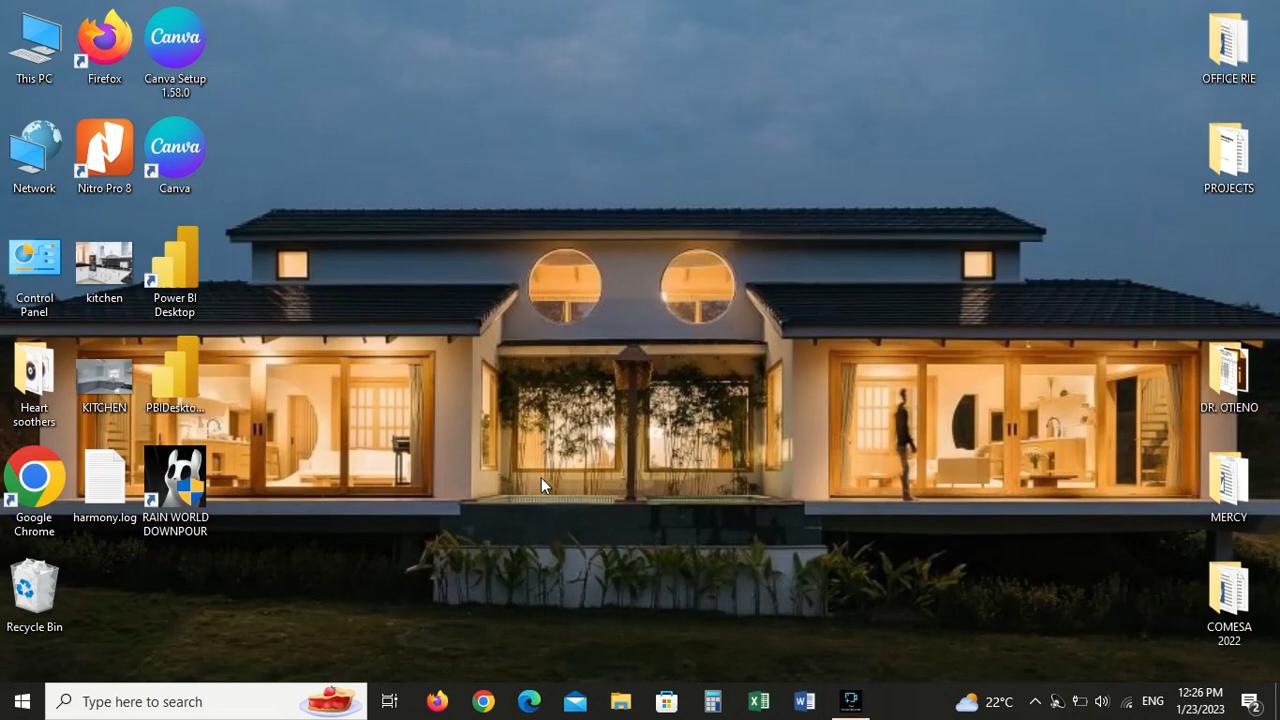 This PC
Firefox
Canva
Canva Setup
1.58.0
OFFICE RIE
Network
Nitro Pro 8
Canva
Canva
PROJECTS
Control
Panel
kitchen
Power BI
Desktop
Heart
soothers
KITCHEN
PBIDeskto...
DR. OTIENO
Google
Chrome
harmony.log
RAIN WORLD
DOWNPOUR
MERCY
Recycle Bin
COMESA
2022
Type here to search
22°C
ENG
12:26 PM
1/23/2023
2